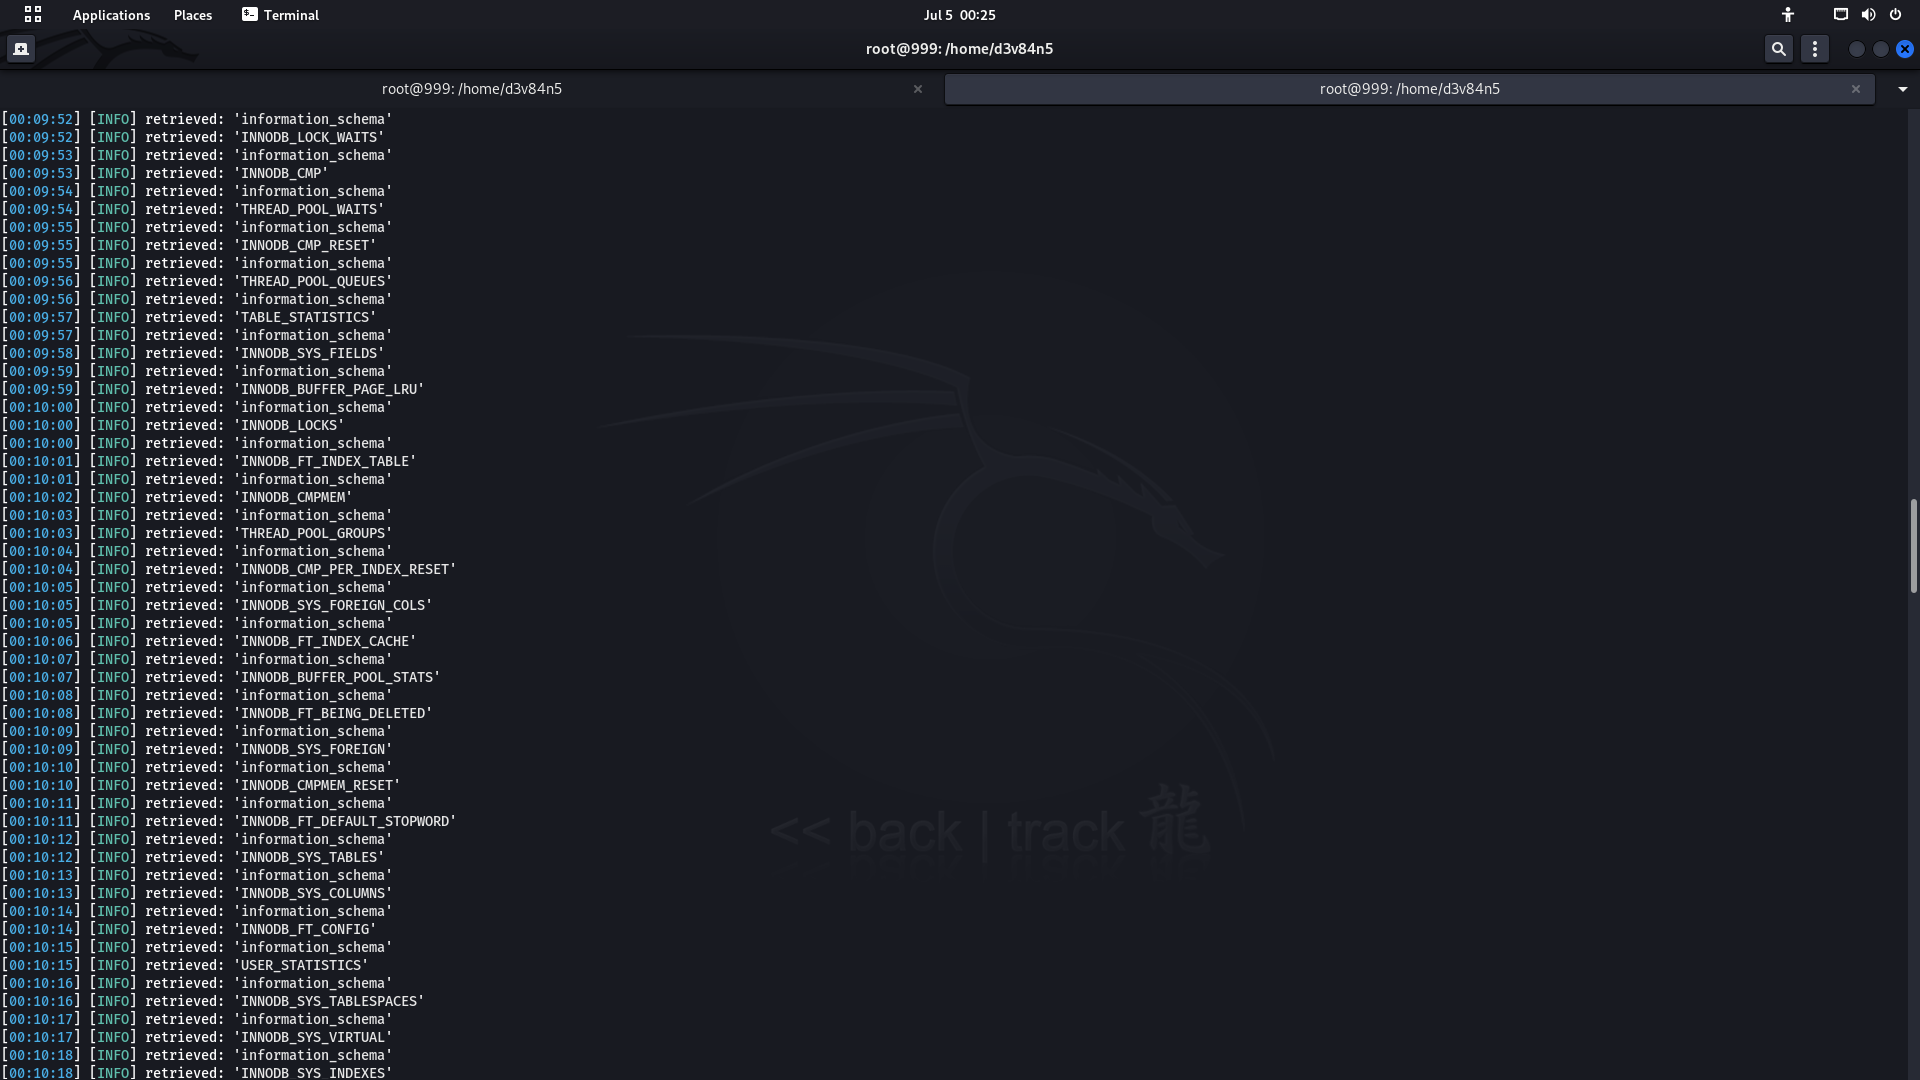 Applications Places Terminal Jul 5 00:25
root@999: /home/d3v84n5
root@999: /home/d3v84n5 root@999: /home/d3v84n5
[00:09:52] [INFO] retrieved: 'information_schema'
[00:09:52] [INFO] retrieved: 'INNODB_LOCK_WAITS'
[00:09:53] [INFO] retrieved: 'information_schema'
[00:09:53] [INFO] retrieved: 'INNODB_CMP'
[00:09:54] [INFO] retrieved: 'information_schema'
[00:09:54] [INFO] retrieved: 'THREAD_POOL_WAITS'
[00:09:55] [INFO] retrieved: 'information_schema'
[00:09:55] [INFO] retrieved: 'INNODB_CMP_RESET'
[00:09:55] [INFO] retrieved: 'information_schema'
[00:09:56] [INFO] retrieved: 'THREAD_POOL_QUEUES'
[00:09:56] [INFO] retrieved: 'information_schema'
[00:09:57] [INFO] retrieved: 'TABLE_STATISTICS'
[00:09:57] [INFO] retrieved: 'information_schema'
[00:09:58] [INFO] retrieved: 'INNODB_SYS_FIELDS'
[00:09:59] [INFO] retrieved: 'information_schema'
[00:09:59] [INFO] retrieved: 'INNODB_BUFFER_PAGE_LRU'
[00:10:00] [INFO] retrieved: 'information_schema'
[00:10:00] [INFO] retrieved: 'INNODB_LOCKS'
[00:10:00] [INFO] retrieved: 'information_schema'
[00:10:01] [INFO] retrieved: 'INNODB_FT_INDEX_TABLE'
[00:10:01] [INFO] retrieved: 'information_schema'
[00:10:02] [INFO] retrieved: 'INNODB_CMPMEM'
[00:10:03] [INFO] retrieved: 'information_schema'
[00:10:03] [INFO] retrieved: 'THREAD_POOL_GROUPS'
[00:10:04] [INFO] retrieved: 'information_schema'
[00:10:04] [INFO] retrieved: 'INNODB_CMP_PER_INDEX_RESET'
[00:10:05] [INFO] retrieved: 'information_schema'
[00:10:05] [INFO] retrieved: 'INNODB_SYS_FOREIGN_COLS'
[00:10:05] [INFO] retrieved: 'information_schema'
[00:10:06] [INFO] retrieved: 'INNODB_FT_INDEX_CACHE'
[00:10:07] [INFO] retrieved: 'information_schema'
[00:10:07] [INFO] retrieved: 'INNODB_BUFFER_POOL_STATS'
[00:10:08] [INFO] retrieved: 'information_schema'
[00:10:08] [INFO] retrieved: 'INNODB_FT_BEING_DELETED'
[00:10:09] [INFO] retrieved: 'information_schema'
[00:10:09] [INFO] retrieved: 'INNODB_SYS_FOREIGN'
[00:10:10] [INFO] retrieved: 'information_schema'
[00:10:10] [INFO] retrieved: 'INNODB_CMPMEM_RESET'
[00:10:11] [INFO] retrieved: 'information_schema'
[00:10:11] [INFO] retrieved: 'INNODB_FT_DEFAULT_STOPWORD'
[00:10:12] [INFO] retrieved: 'information_schema'
[00:10:12] [INFO] retrieved: 'INNODB_SYS_TABLES'
[00:10:13] [INFO] retrieved: 'information_schema'
[00:10:13] [INFO] retrieved: 'INNODB_SYS_COLUMNS'
[00:10:14] [INFO] retrieved: 'information_schema'
[00:10:14] [INFO] retrieved: 'INNODB_FT_CONFIG'
[00:10:15] [INFO] retrieved: 'information_schema'
[00:10:15] [INFO] retrieved: 'USER_STATISTICS'
[00:10:16] [INFO] retrieved: 'information_schema'
[00:10:16] [INFO] retrieved: 'INNODB_SYS_TABLESPACES'
[00:10:17] [INFO] retrieved: 'information_schema'
[00:10:17] [INFO] retrieved: 'INNODB_SYS_VIRTUAL'
[00:10:18] [INFO] retrieved: 'information_schema'
[00:10:18] [INFO] retrieved: 'INNODB_SYS_INDEXES'
<< back | track 龍